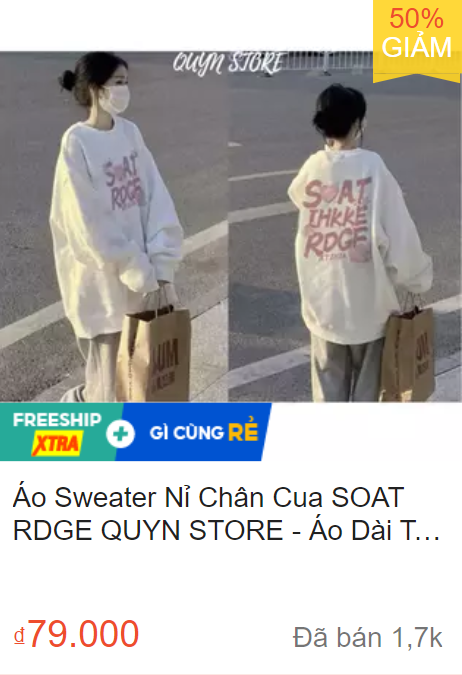 50%
GIẢM
QUYN STORE
SOAT
RDGE
SOAT
IHKKE
RDGE
FREESHIP
XTRA
+
GÌ CÙNG RẺ
Áo Sweater Nỉ Chân Cua SOAT
RDGE QUYN STORE - Áo Dài T...
₫79.000
Đã bán 1,7k